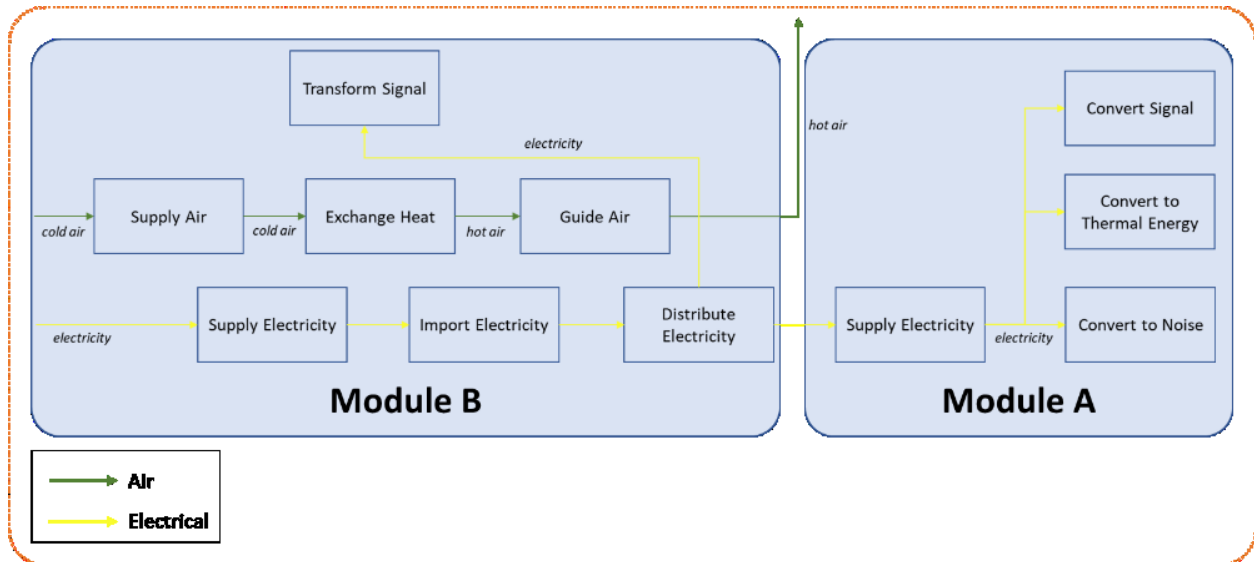 Transform Signal
Convert Signal
electricity
hot air
Supply Air
Exchange Heat
Guide Air
Convert to
Thermal Energy
cold air
cold air
hot air
Supply Electricity
Import Electricity
Distribute
Electricity
Supply Electricity
Convert to Noise
electricity
electricity
Module B
Module A
Air
Electrical